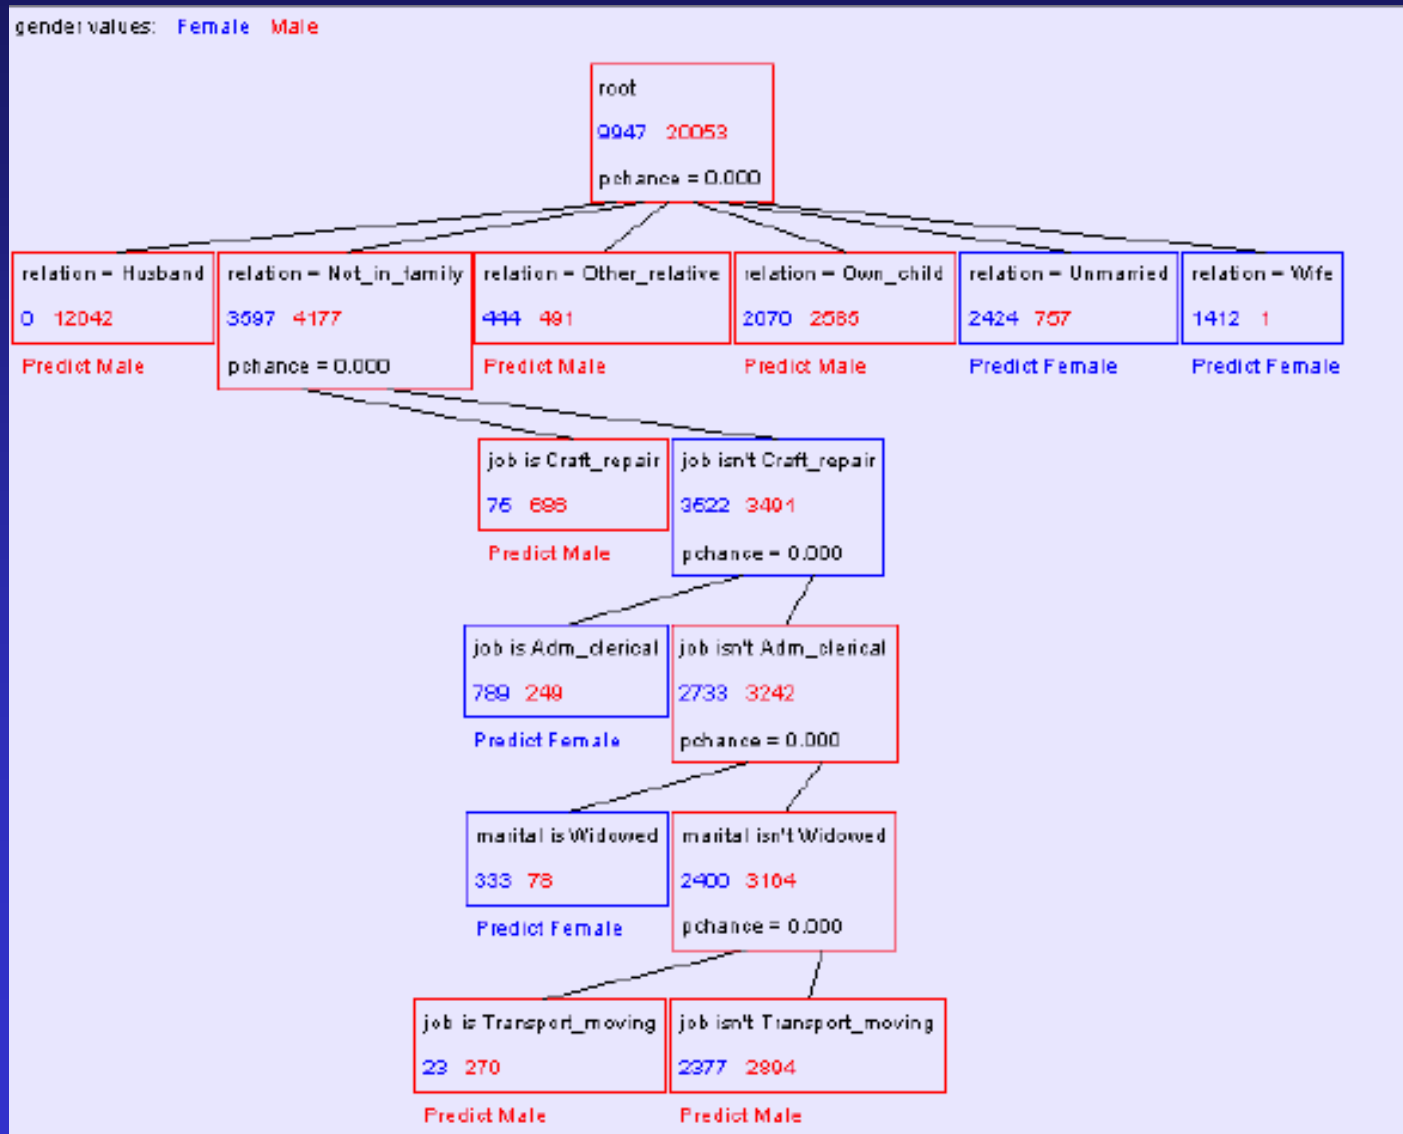 gender values: Female Male
root
9947 20053
pchance = 0.000
relation = Husband
0 12042
Predict Male
relation = Not_in_family
3597 4177
pchance = 0.000
relation = Other_relative
444 491
Predict Male
relation = Own_child
2070 2585
Predict Male
relation = Unmarried
2424 757
Predict Female
relation = Wife
1412 1
Predict Female
job is Craft_repair
75 686
Predict Male
job isn't Craft_repair
3522 3491
pchance = 0.000
job is Adm_clerical
789 249
Predict Female
job isn't Adm_clerical
2733 3242
pchance = 0.000
marital is Widowed
333 78
Predict Female
marital isn't Widowed
2400 3164
pchance = 0.000
job is Transport_moving
23 270
Predict Male
job isn't Transport_moving
2377 2894
Predict Male